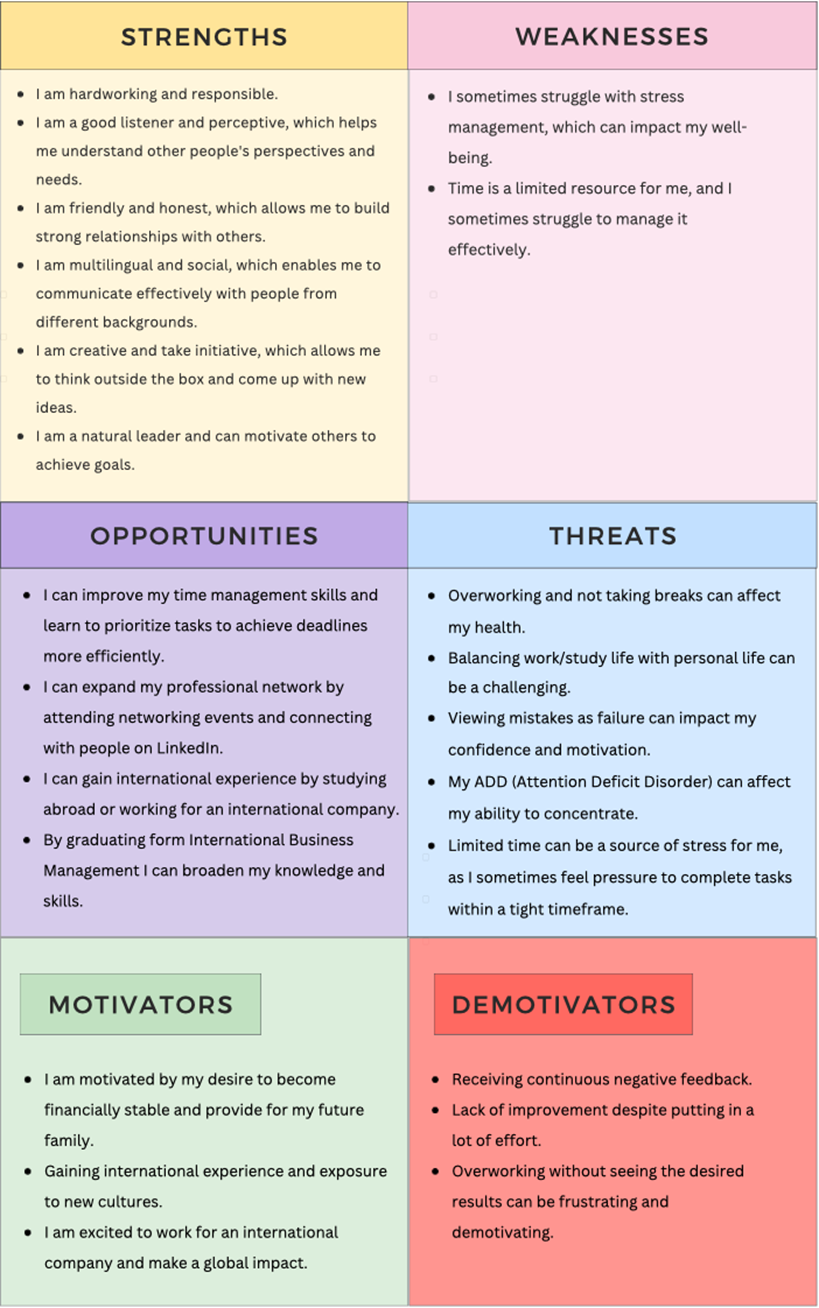 STRENGTHS
• I am hardworking and responsible.
• I am a good listener and perceptive, which helps
me understand other people's perspectives and
needs.
• I am friendly and honest, which allows me to build
strong relationships with others.
• I am multilingual and social, which enables me to
communicate effectively with people from
different backgrounds.
• I am creative and take initiative, which allows me
to think outside the box and come up with new
ideas.
• I am a natural leader and can motivate others to
achieve goals.
WEAKNESSES
• I sometimes struggle with stress
management, which can impact my well-
being.
• Time is a limited resource for me, and I
sometimes struggle to manage it
effectively.
OPPORTUNITIES
• I can improve my time management skills and
learn to prioritize tasks to achieve deadlines
more efficiently.
• I can expand my professional network by
attending networking events and connecting
with people on LinkedIn.
• I can gain international experience by studying
abroad or working for an international company.
• By graduating form International Business
Management I can broaden my knowledge and
skills.
THREATS
• Overworking and not taking breaks can affect
my health.
• Balancing work/study life with personal life can
be a challenging.
• Viewing mistakes as failure can impact my
confidence and motivation.
• My ADD (Attention Deficit Disorder) can affect
my ability to concentrate.
• Limited time can be a source of stress for me,
as I sometimes feel pressure to complete tasks
within a tight timeframe.
MOTIVATORS
• I am motivated by my desire to become
financially stable and provide for my future
family.
• Gaining international experience and exposure
to new cultures.
• I am excited to work for an international
company and make a global impact.
DEMOTIVATORS
• Receiving continuous negative feedback.
• Lack of improvement despite putting in a
lot of effort.
• Overworking without seeing the desired
results can be frustrating and
demotivating.